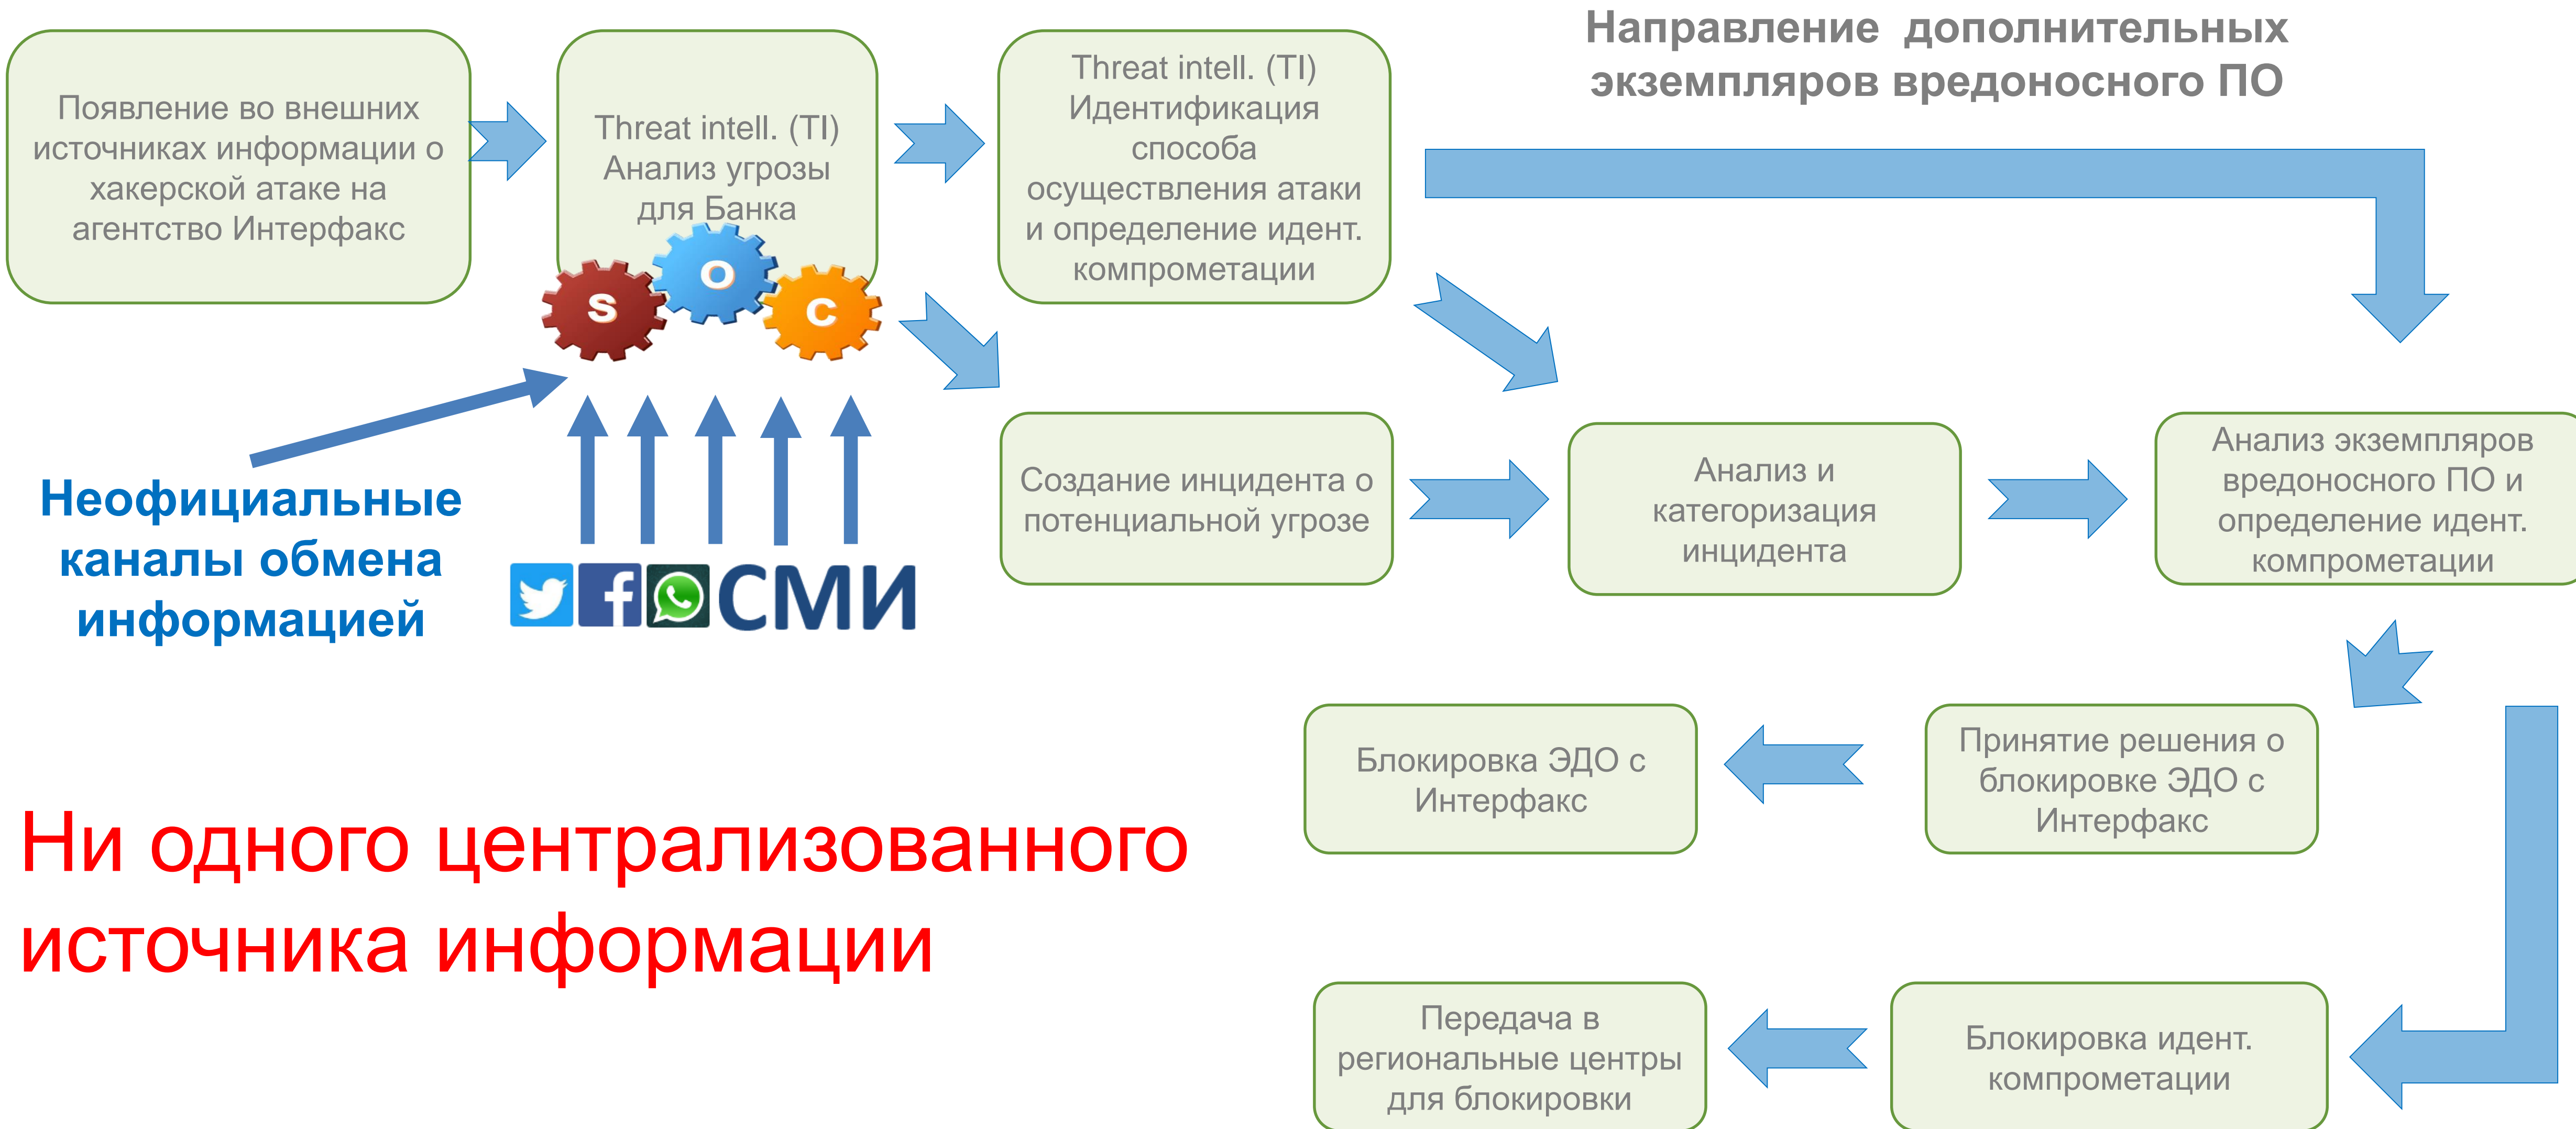 Направление дополнительных
экземпляров вредоносного ПО
Появление во внешних
источниках информации о
хакерской атаке на
агентство Интерфакс
Threat intell. (TI)
Анализ угрозы
для Банка
S O C
Threat intell. (TI)
Идентификация
способа
осуществления атаки
и определение идент.
компрометации
Неофициальные
каналы обмена
информацией
СМИ
Создание инцидента о
потенциальной угрозе
Анализ и
категоризация
инцидента
Анализ экземпляров
вредоносного ПО и
определение идент.
компрометации
Блокировка ЭДО с
Интерфакс
Принятие решения о
блокировке ЭДО с
Интерфакс
Ни одного централизованного
источника информации
Передача в
региональные центры
для блокировки
Блокировка идент.
компрометации